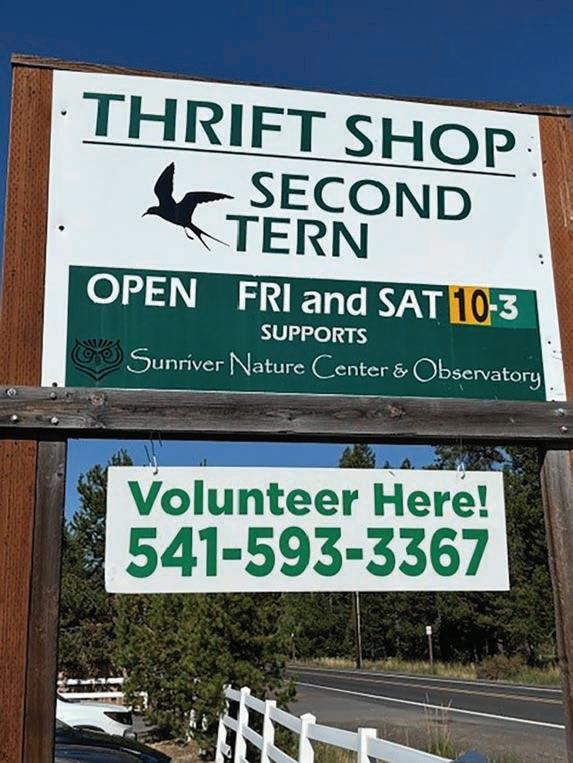 THRIFT SHOP
SECOND
TERN
OPEN FRI and SAT 10-3
SUPPORTS
Sunriver Nature Center & Observatory
Volunteer Here!
541-593-3367